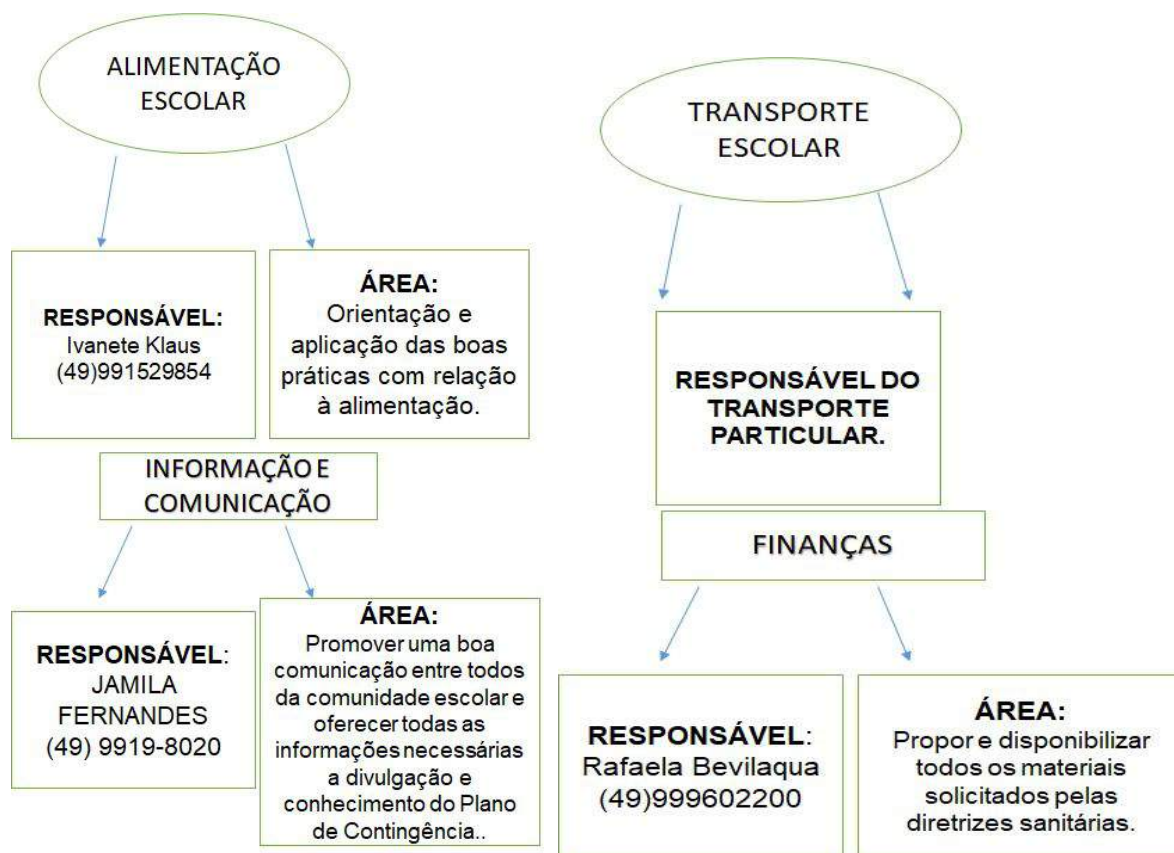 ALIMENTAÇÃO
ESCOLAR
RESPONSÁVEL:
Ivanete Klaus
(49)991529854
ÁREA:
Orientação e
aplicação das boas
práticas com relação
à alimentação.
INFORMAÇÃO E
COMUNICAÇÃO
RESPONSÁVEL:
JAMILA
FERNANDES
(49) 9919-8020
ÁREA:
Promover uma boa
comunicação entre todos
da comunidade escolar e
oferecer todas as
informações necessárias
a divulgação e
conhecimento do Plano
de Contingência..
TRANSPORTE
ESCOLAR
RESPONSÁVEL DO
TRANSPORTE
PARTICULAR.
FINANÇAS
RESPONSÁVEL:
Rafaela Bevilaqua
(49)999602200
ÁREA:
Propor e disponibilizar
todos os materiais
solicitados pelas
diretrizes sanitárias.